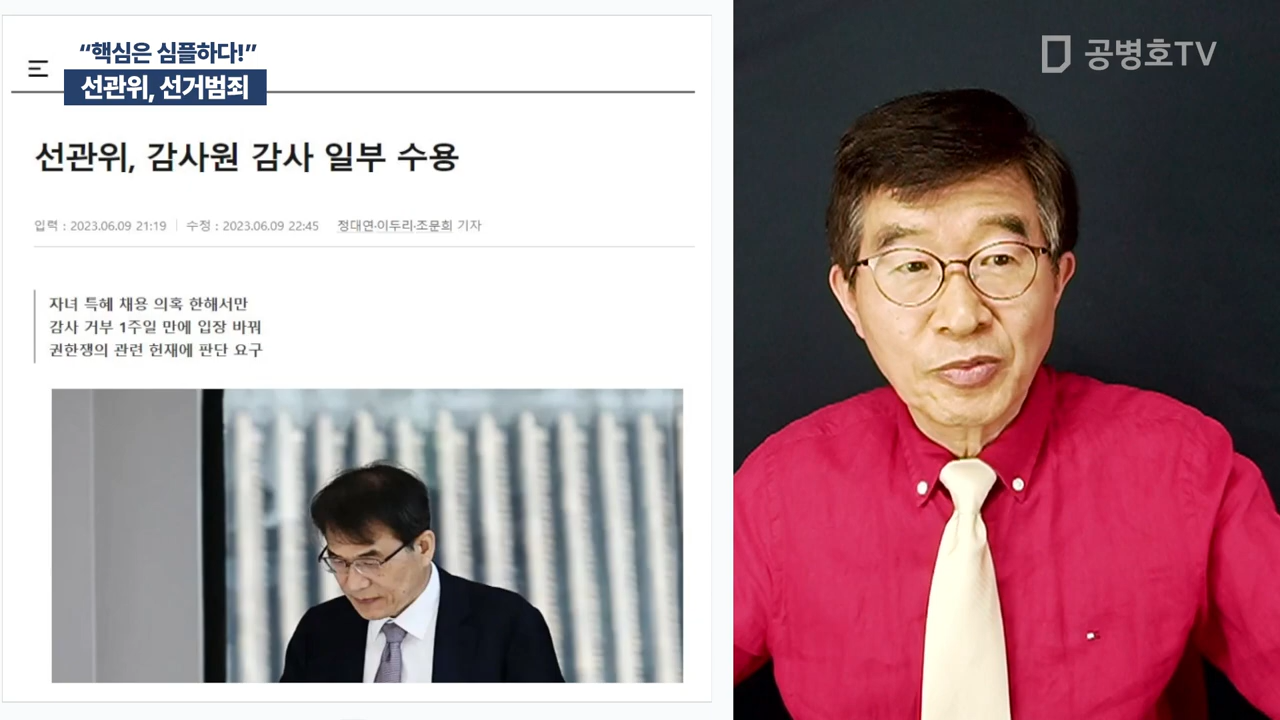 “핵심은 심플하다!”
선관위, 선거범죄
공병호TV
선관위, 감사원 감사 일부 수용
입력 : 2023.06.09 21:19 수정 : 2023.06.09 22:45 정대연·이두리·조문희 기자
자녀 특혜 채용 의혹 한해서만
감사 거부 1주일 만에 입장 바꿔
권한쟁의 관련 헌재에 판단 요구